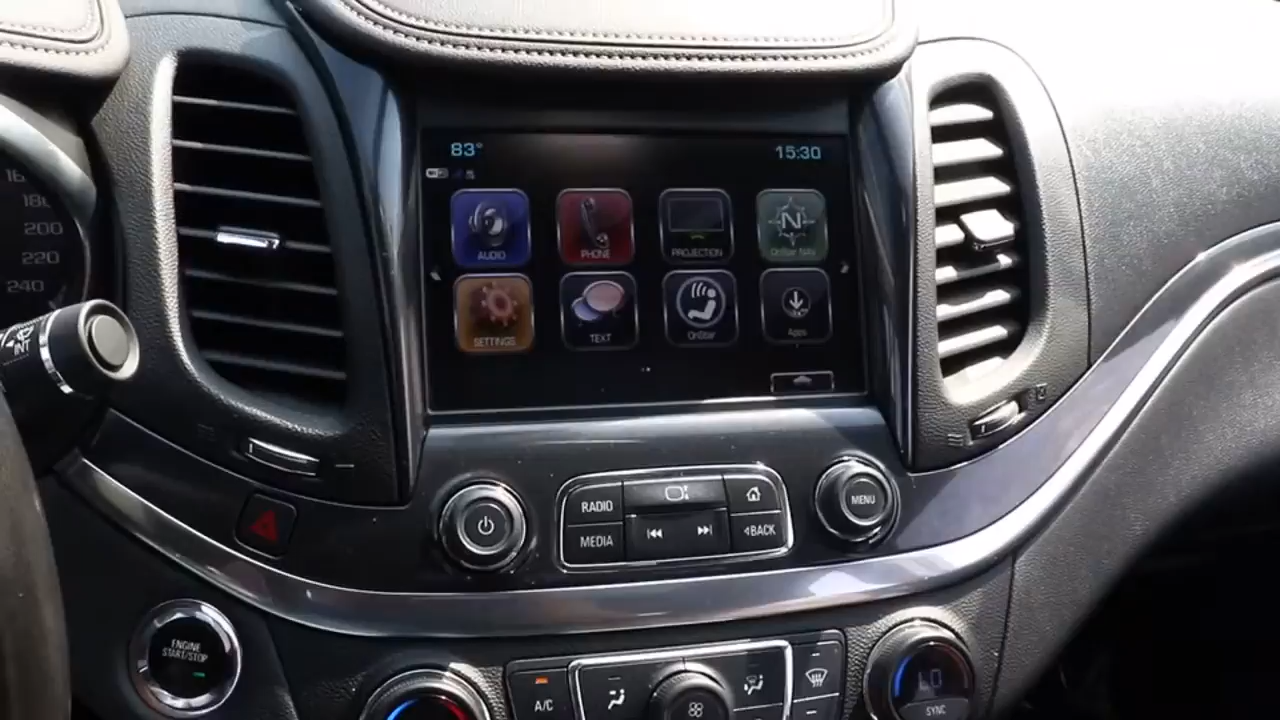 83°
15:30
AUDIO
PHONE
PROJECTION
N
OnStar Nav
SETTINGS
TEXT
OnStar
Apps
180
200
220
240
INT
RADIO
MEDIA
BACK
MENU
ENGINE
START/STOP
A/C
LO
SYNC